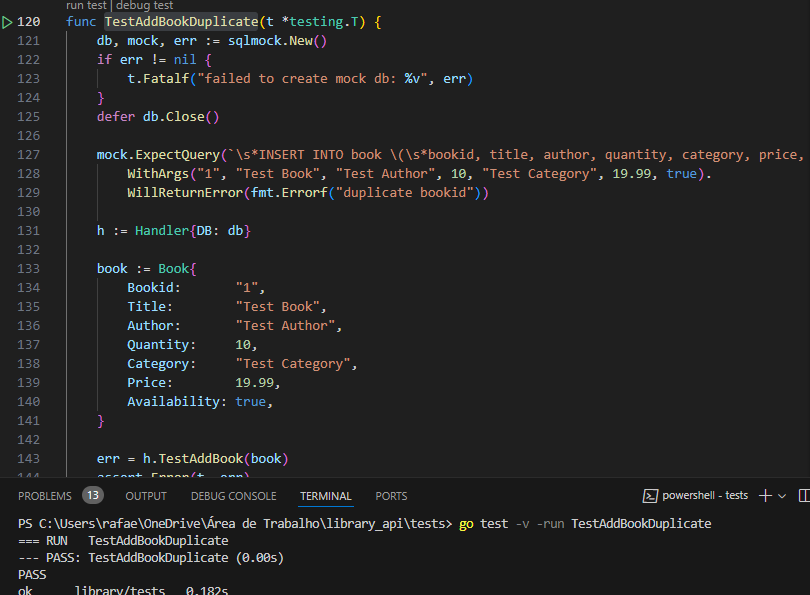 run test | debug test
120 func TestAddBookDuplicate(t *testing.T) {
121 db, mock, err := sqlmock.New()
122 if err != nil {
123 t.Fatalf("failed to create mock db: %v", err)
124 }
125 defer db.Close()
126
127 mock.ExpectQuery(`\s*INSERT INTO book \(\s*bookid, title, author, quantity, category, price,
128 WithArgs("1", "Test Book", "Test Author", 10, "Test Category", 19.99, true).
129 WillReturnError(fmt.Errorf("duplicate bookid"))
130
131 h := Handler{DB: db}
132
133 book := Book{
134 Bookid: "1",
135 Title: "Test Book",
136 Author: "Test Author",
137 Quantity: 10,
138 Category: "Test Category",
139 Price: 19.99,
140 Availability: true,
141 }
142
143 err = h.TestAddBook(book)
144 assert.Error(t, err)
PROBLEMS 13 OUTPUT DEBUG CONSOLE TERMINAL PORTS powershell - tests
PS C:\Users\rafae\OneDrive\Área de Trabalho\library_api\tests> go test -v -run TestAddBookDuplicate
=== RUN TestAddBookDuplicate
--- PASS: TestAddBookDuplicate (0.00s)
PASS
ok library/tests 0.182s